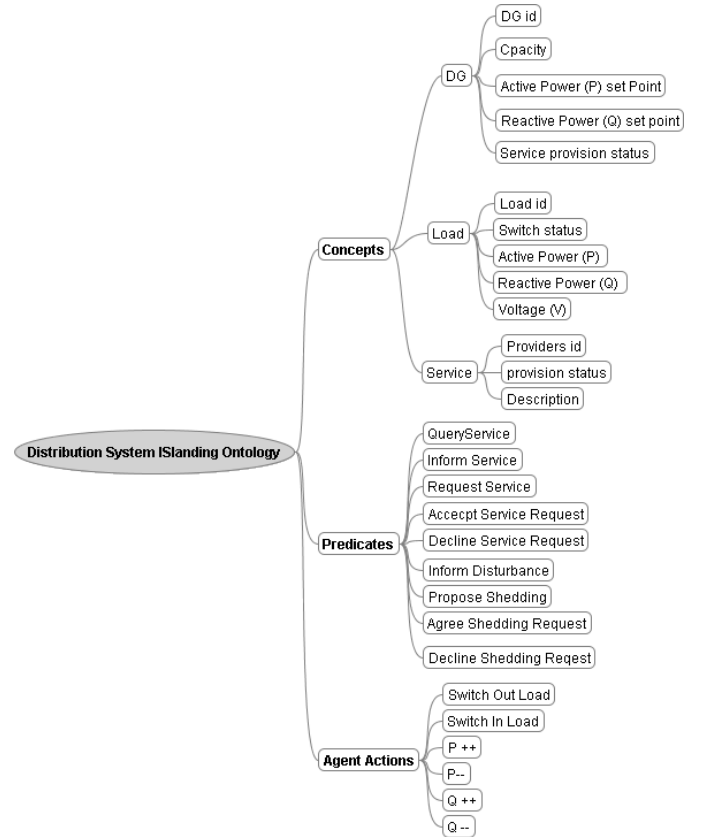 DG id
Cpacity
DG
Active Power (P) set Point
Reactive Power (Q) set point
Service provision status
Load id
Switch status
Load
Active Power (P)
Concepts
Reactive Power (Q)
Voltage (V)
Providers id
Service
provision status
Description
QueryService
Distribution System ISlanding Ontology
Inform Service
Request Service
Accecpt Service Request
Decline Service Request
Predicates
Inform Disturbance
Propose Shedding
Agree Shedding Request
Decline Shedding Reqest
Switch Out Load
Switch In Load
P ++
Agent Actions
P--
Q ++
Q --